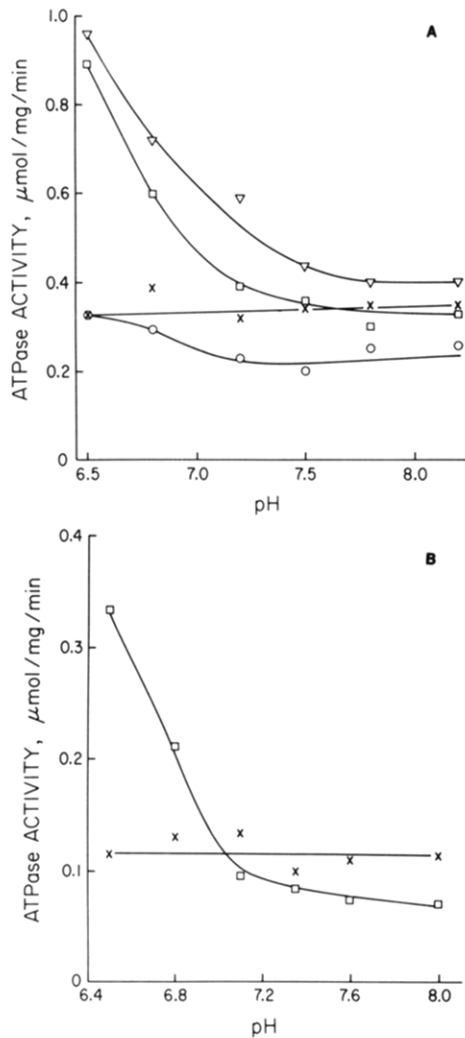 A
1.0
0.8
0.6
0.4
0.2
0
6.5 7.0 7.5 8.0
pH
ATPase ACTIVITY, μmol/mg/min
B
0.4
0.3
0.2
0.1
0
6.4 6.8 7.2 7.6 8.0
pH
ATPase ACTIVITY, μmol/mg/min